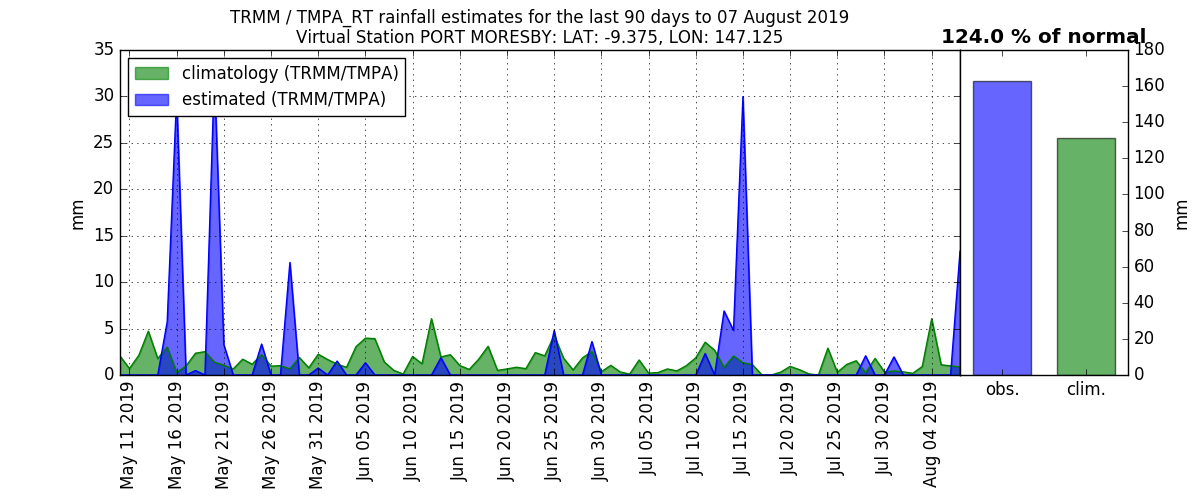 TRMM / TMPA_RT rainfall estimates for the last 90 days to 07 August 2019
Virtual Station PORT MORESBY: LAT: -9.375, LON: 147.125
124.0 % of normal
climatology (TRMM/TMPA)
estimated (TRMM/TMPA)
35
30
25
20
15
10
5
0
mm
May 11 2019
May 16 2019
May 21 2019
May 26 2019
May 31 2019
Jun 05 2019
Jun 10 2019
Jun 15 2019
Jun 20 2019
Jun 25 2019
Jun 30 2019
Jul 05 2019
Jul 10 2019
Jul 15 2019
Jul 20 2019
Jul 25 2019
Jul 30 2019
Aug 04 2019
obs.
clim.
180
160
140
120
100
80
60
40
20
0
mm